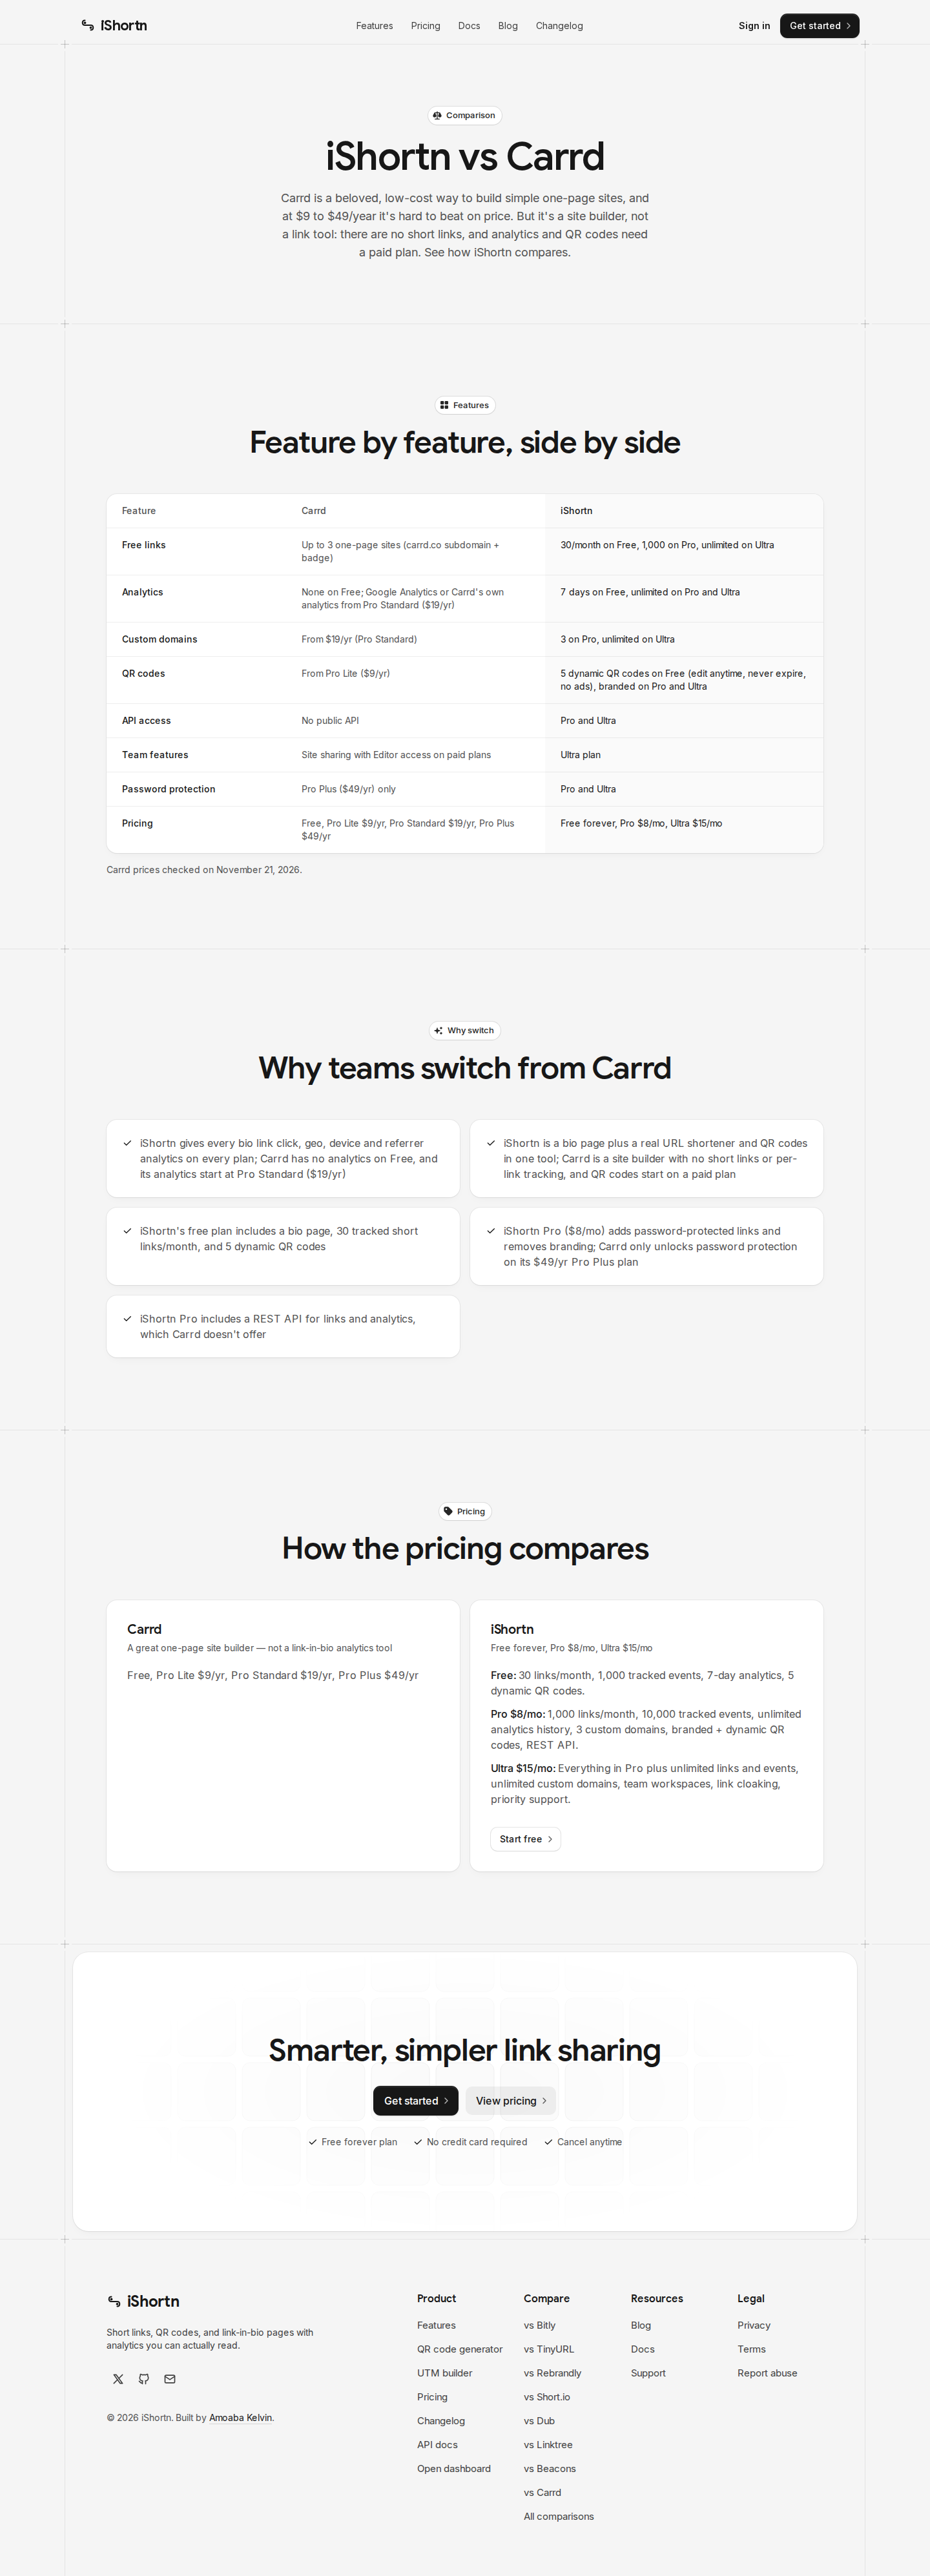 iShortn
Features Pricing Docs Blog Changelog
Sign in
Get started
Comparison
iShortn vs Carrd
Carrd is a beloved, low-cost way to build simple one-page sites, and
at $9 to $49/year it's hard to beat on price. But it's a site builder, not
a link tool: there are no short links, and analytics and QR codes need
a paid plan. See how iShortn compares.
Features
Feature by feature, side by side
Feature Carrd iShortn
Free links
Up to 3 one-page sites (carrd.co subdomain +
badge)
30/month on Free, 1,000 on Pro, unlimited on Ultra
Analytics
None on Free; Google Analytics or Carrd's own
analytics from Pro Standard ($19/yr)
7 days on Free, unlimited on Pro and Ultra
Custom domains
From $19/yr (Pro Standard)
3 on Pro, unlimited on Ultra
QR codes
From Pro Lite ($9/yr)
5 dynamic QR codes on Free (edit anytime, never expire,
no ads), branded on Pro and Ultra
API access
No public API
Pro and Ultra
Team features
Site sharing with Editor access on paid plans
Ultra plan
Password protection
Pro Plus ($49/yr) only
Pro and Ultra
Pricing
Free, Pro Lite $9/yr, Pro Standard $19/yr, Pro Plus
$49/yr
Free forever, Pro $8/mo, Ultra $15/mo
Carrd prices checked on November 21, 2026.
Why switch
Why teams switch from Carrd
iShortn gives every bio link click, geo, device and referrer
analytics on every plan; Carrd has no analytics on Free, and
its analytics start at Pro Standard ($19/yr)
iShortn is a bio page plus a real URL shortener and QR codes
in one tool; Carrd is a site builder with no short links or per-
link tracking, and QR codes start on a paid plan
iShortn's free plan includes a bio page, 30 tracked short
links/month, and 5 dynamic QR codes
iShortn Pro ($8/mo) adds password-protected links and
removes branding; Carrd only unlocks password protection
on its $49/yr Pro Plus plan
iShortn Pro includes a REST API for links and analytics,
which Carrd doesn't offer
Pricing
How the pricing compares
Carrd
A great one-page site builder — not a link-in-bio analytics tool
Free, Pro Lite $9/yr, Pro Standard $19/yr, Pro Plus $49/yr
iShortn
Free forever, Pro $8/mo, Ultra $15/mo
Free: 30 links/month, 1,000 tracked events, 7-day analytics, 5
dynamic QR codes.
Pro $8/mo: 1,000 links/month, 10,000 tracked events, unlimited
analytics history, 3 custom domains, branded + dynamic QR
codes, REST API.
Ultra $15/mo: Everything in Pro plus unlimited links and events,
unlimited custom domains, team workspaces, link cloaking,
priority support.
Start free
Smarter, simpler link sharing
Get started
View pricing
Free forever plan
No credit card required
Cancel anytime
iShortn
Short links, QR codes, and link-in-bio pages with
analytics you can actually read.
© 2026 iShortn. Built by Amoaba Kelvin.
Product
Features
QR code generator
UTM builder
Pricing
Changelog
API docs
Open dashboard
Compare
vs Bitly
vs TinyURL
vs Rebrandly
vs Short.io
vs Dub
vs Linktree
vs Beacons
vs Carrd
All comparisons
Resources
Blog
Docs
Support
Legal
Privacy
Terms
Report abuse